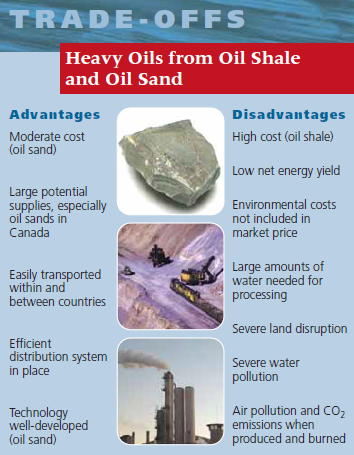 TRADE-OFFS
Heavy Oils from Oil Shale
and Oil Sand
Advantages
Moderate cost
(oil sand)
Large potential
supplies, especially
oil sands in
Canada
Easily transported
within and
between countries
Efficient
distribution system
in place
Technology
well-developed
(oil sand)
Disadvantages
High cost (oil shale)
Low net energy yield
Environmental costs
not included in
market price
Large amounts of
water needed for
processing
Severe land disruption
Severe water
pollution
Air pollution and CO₂
emissions when
produced and burned